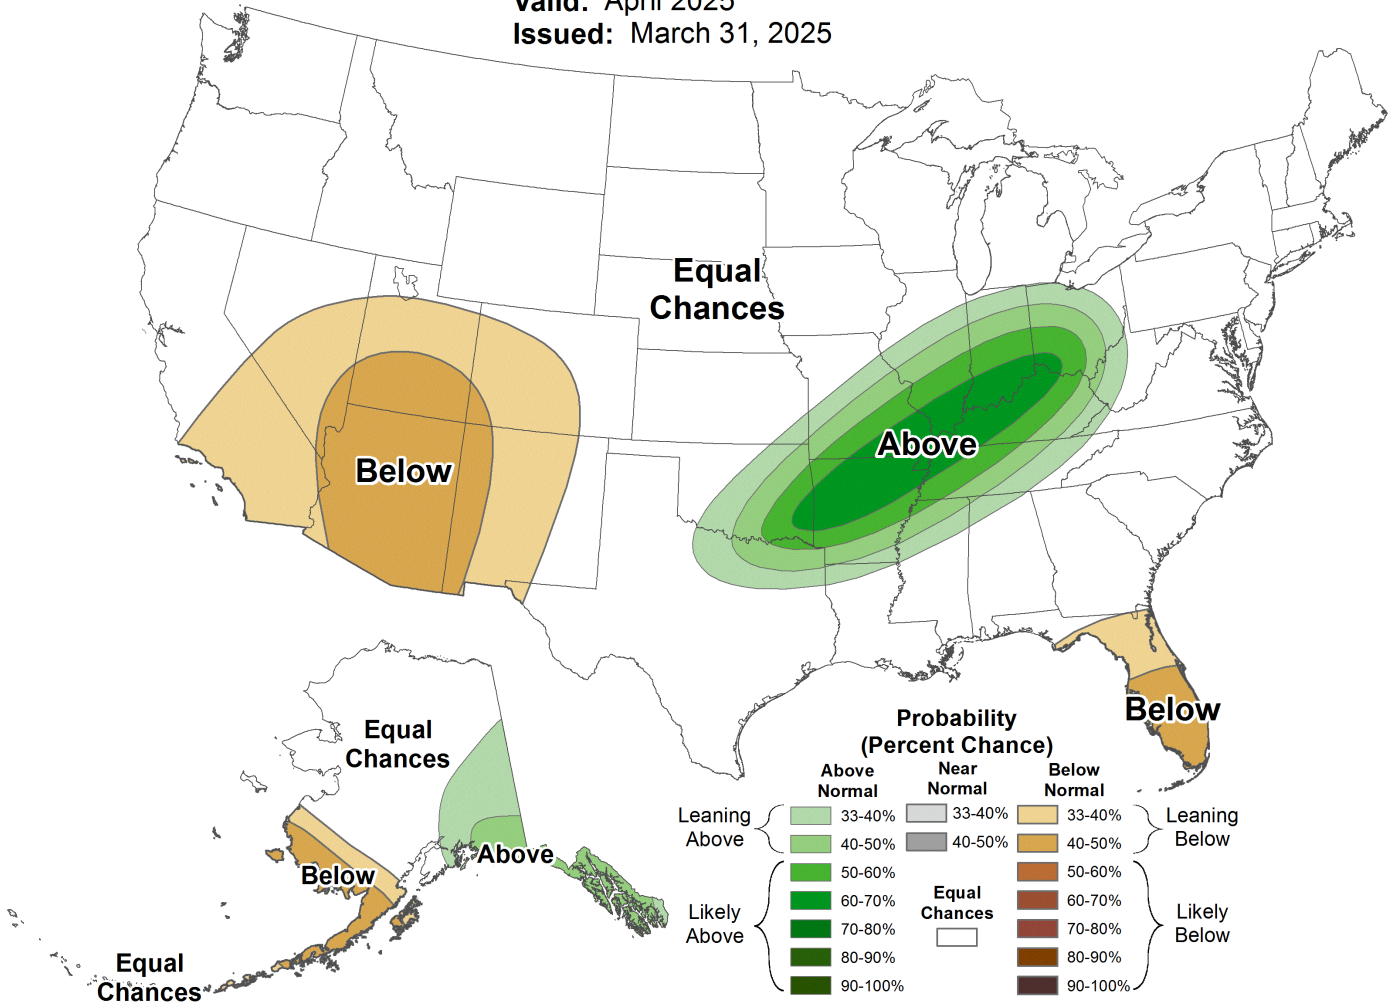 Valid: April 2025
Issued: March 31, 2025
Equal
Chances
Above
Below
Below
Equal
Chances
Above
Below
Equal
Chances
Probability
(Percent Chance)
Above
Normal
Near
Normal
Below
Normal
Leaning
Above
33-40%
33-40%
33-40%
Leaning
Below
40-50%
40-50%
40-50%
50-60%
50-60%
Likely
Above
60-70%
Equal
Chances
60-70%
Likely
Below
70-80%
70-80%
80-90%
80-90%
90-100%
90-100%